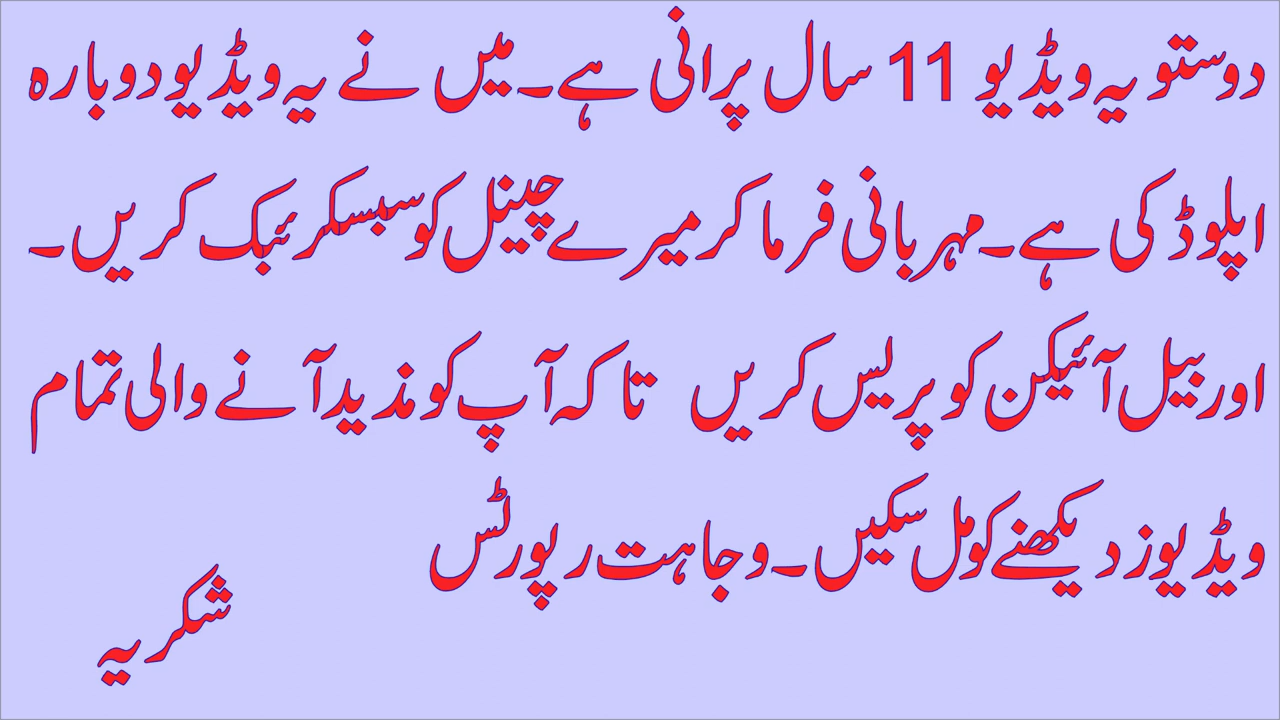 دوستو یہ ویڈیو 11 سال پرانی ہے۔میں نے یہ ویڈیو دوبارہ
اپلوڈ کی ہے۔مہربانی فرما کر میرے چینل کو سبسکرئبک کریں۔
اور بیل آئیکن کو پریس کریں تا کہ آپ کو مذید آنے والی تمام
ویڈیوز دیکھنے کو مل سکیں۔وجاہت رپورٹس
شکریہ